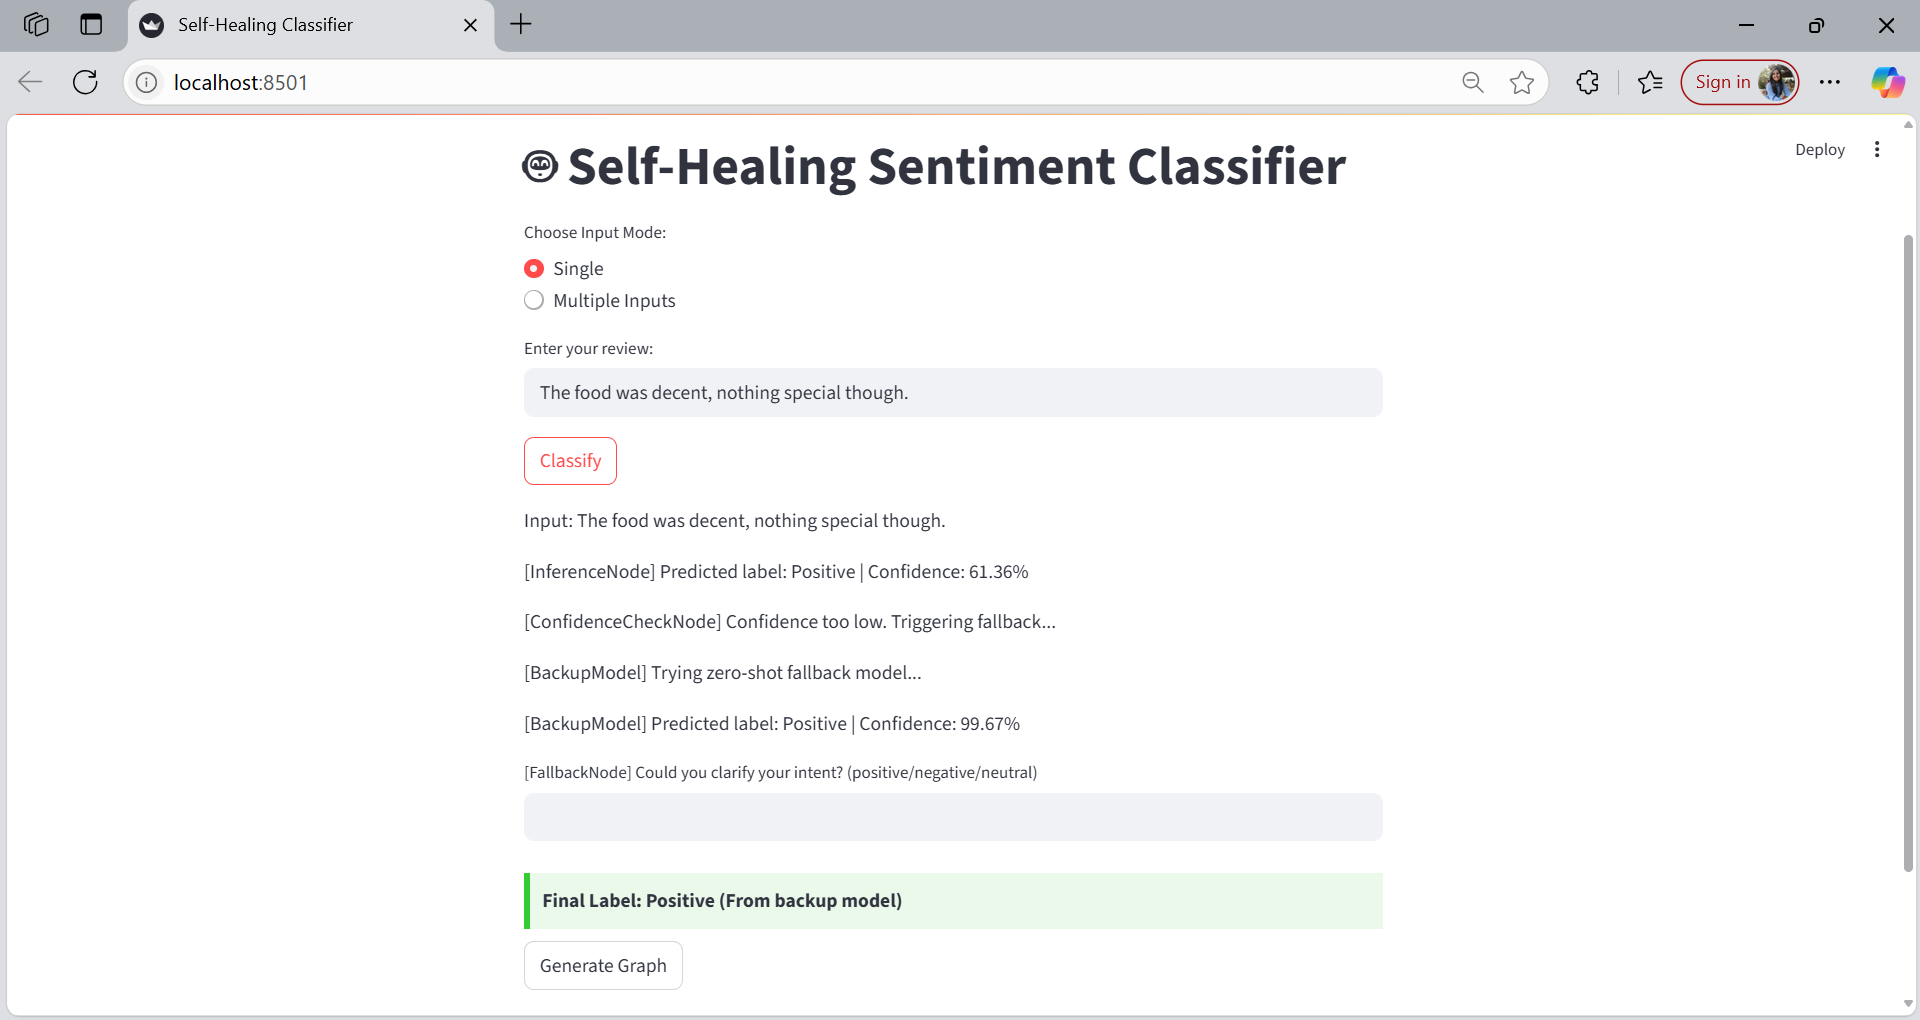 Self-Healing Classifier
localhost:8501
Sign in
Deploy
Self-Healing Sentiment Classifier
Choose Input Mode:
Single
Multiple Inputs
Enter your review:
The food was decent, nothing special though.
Classify
Input: The food was decent, nothing special though.
[InferenceNode] Predicted label: Positive | Confidence: 61.36%
[ConfidenceCheckNode] Confidence too low. Triggering fallback...
[BackupModel] Trying zero-shot fallback model...
[BackupModel] Predicted label: Positive | Confidence: 99.67%
[FallbackNode] Could you clarify your intent? (positive/negative/neutral)
Final Label: Positive (From backup model)
Generate Graph